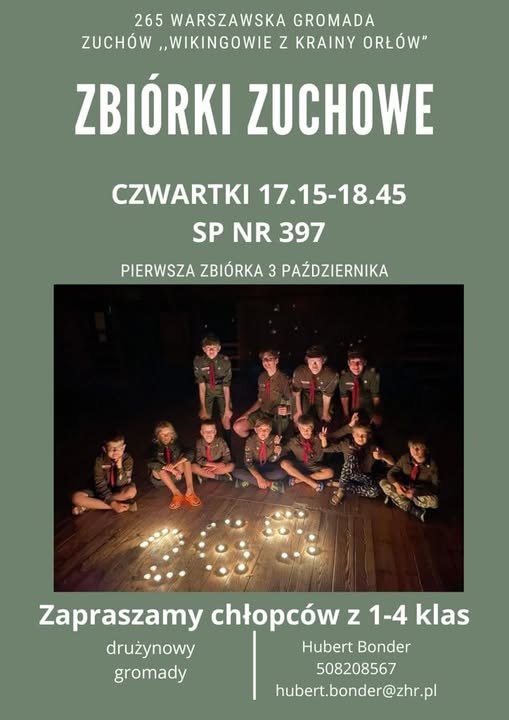 265 WARSZAWSKA GROMADA
ZUCHÓW ,,WIKINGOWIE Z KRAINY ORŁÓW”
ZBIÓRKI ZUCHOWE
CZWARTKI 17.15-18.45
SP NR 397
PIERWSZA ZBIÓRKA 3 PAŹDZIERNIKA
265
Zapraszamy chłopców z 1-4 klas
drużynowy
gromady
Hubert Bonder
508208567
hubert.bonder@zhr.pl